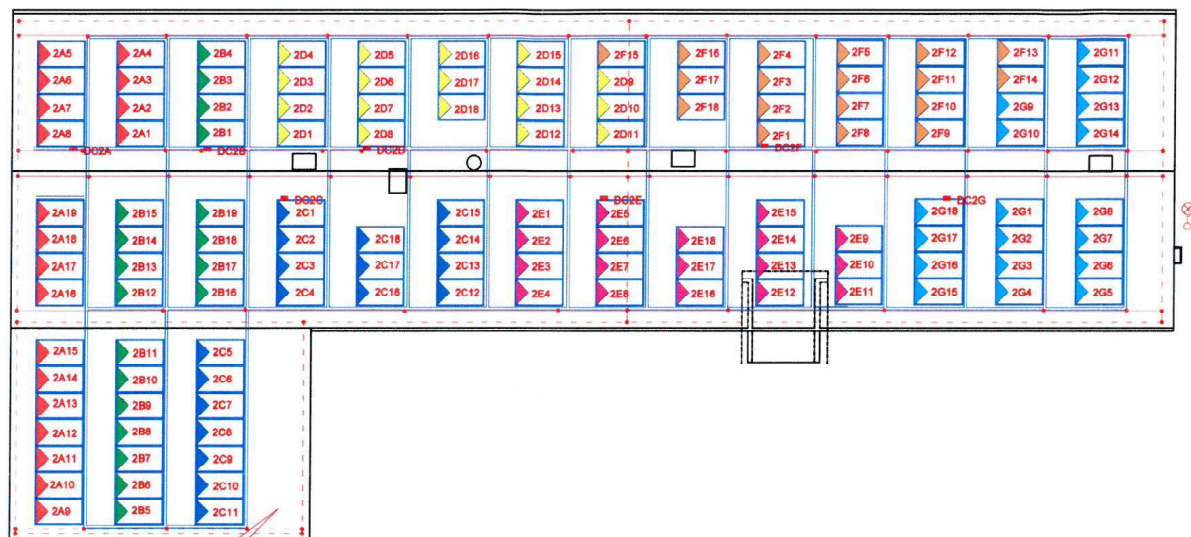 2A5 2A4 2B4 2D4 2D5 2D16 2D15 2F15 2F16 2F4 2F5 2F12 2F13 2G11
2A6 2A3 2B3 2D3 2D6 2D17 2D14 2D9 2F17 2F3 2F6 2F11 2F14 2G12
2A7 2A2 2B2 2D2 2D7 2D18 2D13 2D10 2F18 2F2 2F7 2F10 2G9 2G13
2A8 2A1 2B1 2D1 2D8 2D12 2D11 2F1 2F8 2F9 2G10 2G14
DC2A DC2B DC2D DC2F
DC2C DC2E DC2G
2A19 2B15 2B19 2C1 2C15 2E1 2E5 2E15 2G18 2G1 2G8
2A18 2B14 2B18 2C2 2C18 2C14 2E2 2E6 2E18 2E14 2E9 2G17 2G2 2G7
2A17 2B13 2B17 2C3 2C17 2C13 2E3 2E7 2E17 2E13 2E10 2G16 2G3 2G6
2A16 2B12 2B16 2C4 2C16 2C12 2E4 2E8 2E16 2E12 2E11 2G15 2G4 2G5
2A15 2B11 2C5
2A14 2B10 2C6
2A13 2B9 2C7
2A12 2B8 2C8
2A11 2B7 2C9
2A10 2B6 2C10
2A9 2B5 2C11